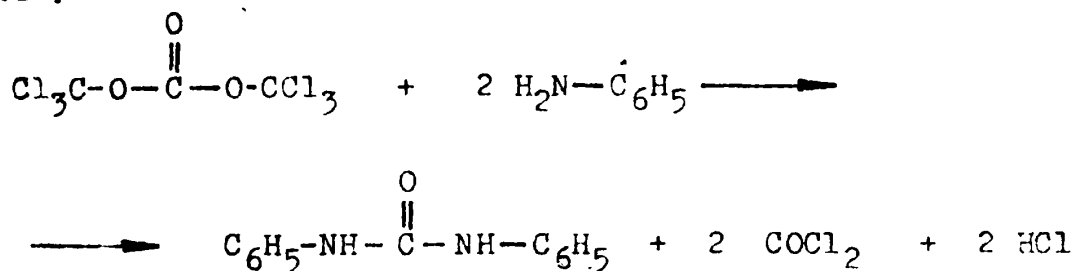 O
||
Cl3C-O-C-O-CCl3 + 2 H2N-C6H5 ⟶
O
||
⟶ C6H5-NH-C-NH-C6H5 + 2 COCl2 + 2 HCl